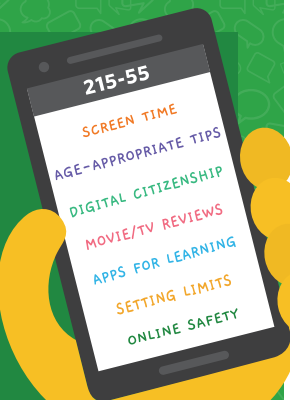 215-55
SCREEN TIME
AGE-APPROPRIATE TIPS
DIGITAL CITIZENSHIP
MOVIE/TV REVIEWS
APPS FOR LEARNING
SETTING LIMITS
ONLINE SAFETY